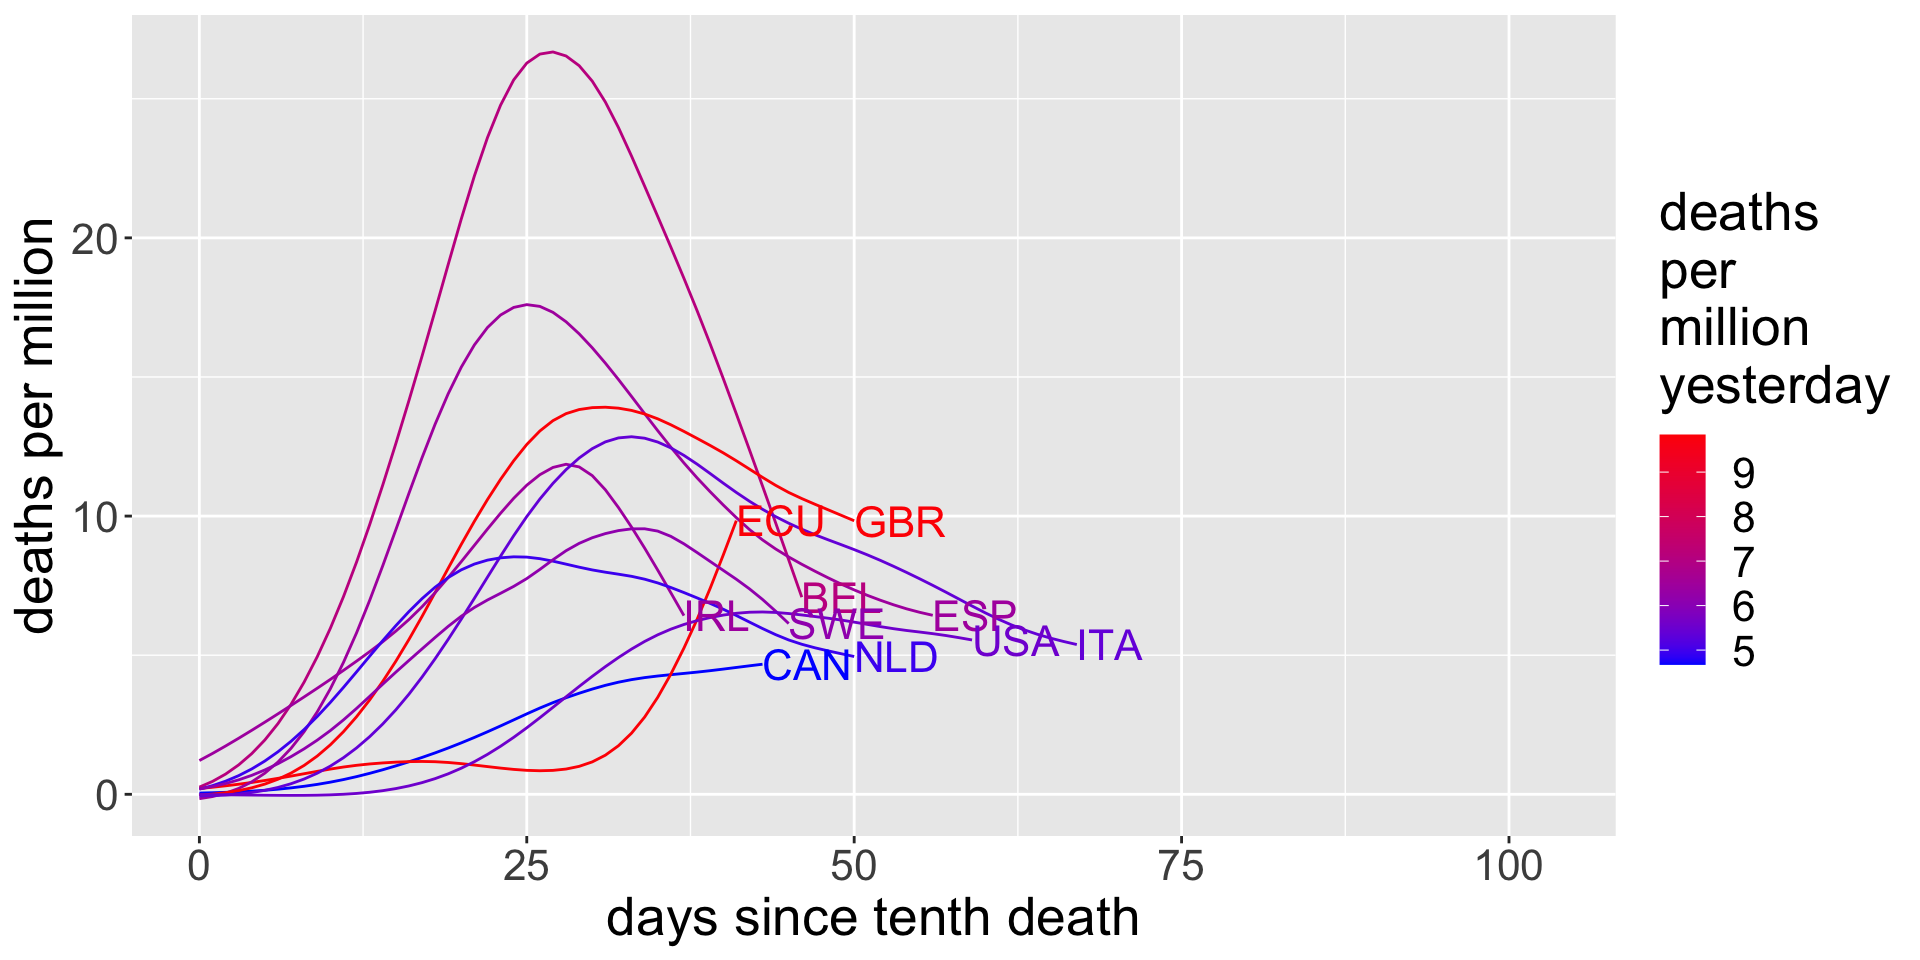 deaths per million
20
10
0
0
25
50
75
100
days since tenth death
ECU
GBR
BEL
IRL
SWE
ESP
USA
ITA
CAN
NLD
deaths
per
million
yesterday
9
8
7
6
5